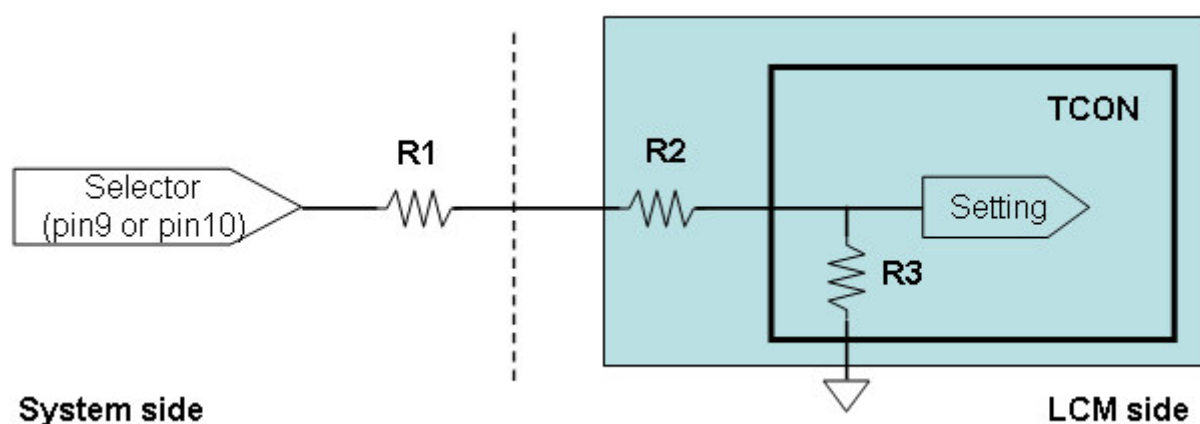 TCON
R1
R2
Selector
(pin9 or pin10)
Setting
R3
System side
LCM side